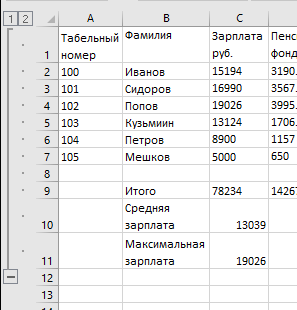 1 2
A B C D
Табельный Фамилия Зарплата Пенс
1 номер руб. фонд
2 100 Иванов 15194 3190.
3 101 Сидоров 16990 3567.
4 102 Попов 19026 3995.
5 103 Кузьмиин 13124 1706.
6 104 Петров 8900 1157
7 105 Мешков 5000 650
8
9 Итого 78234 14267
Средняя
10 зарплата 13039
Максимальная
11 зарплата 19026
12
13